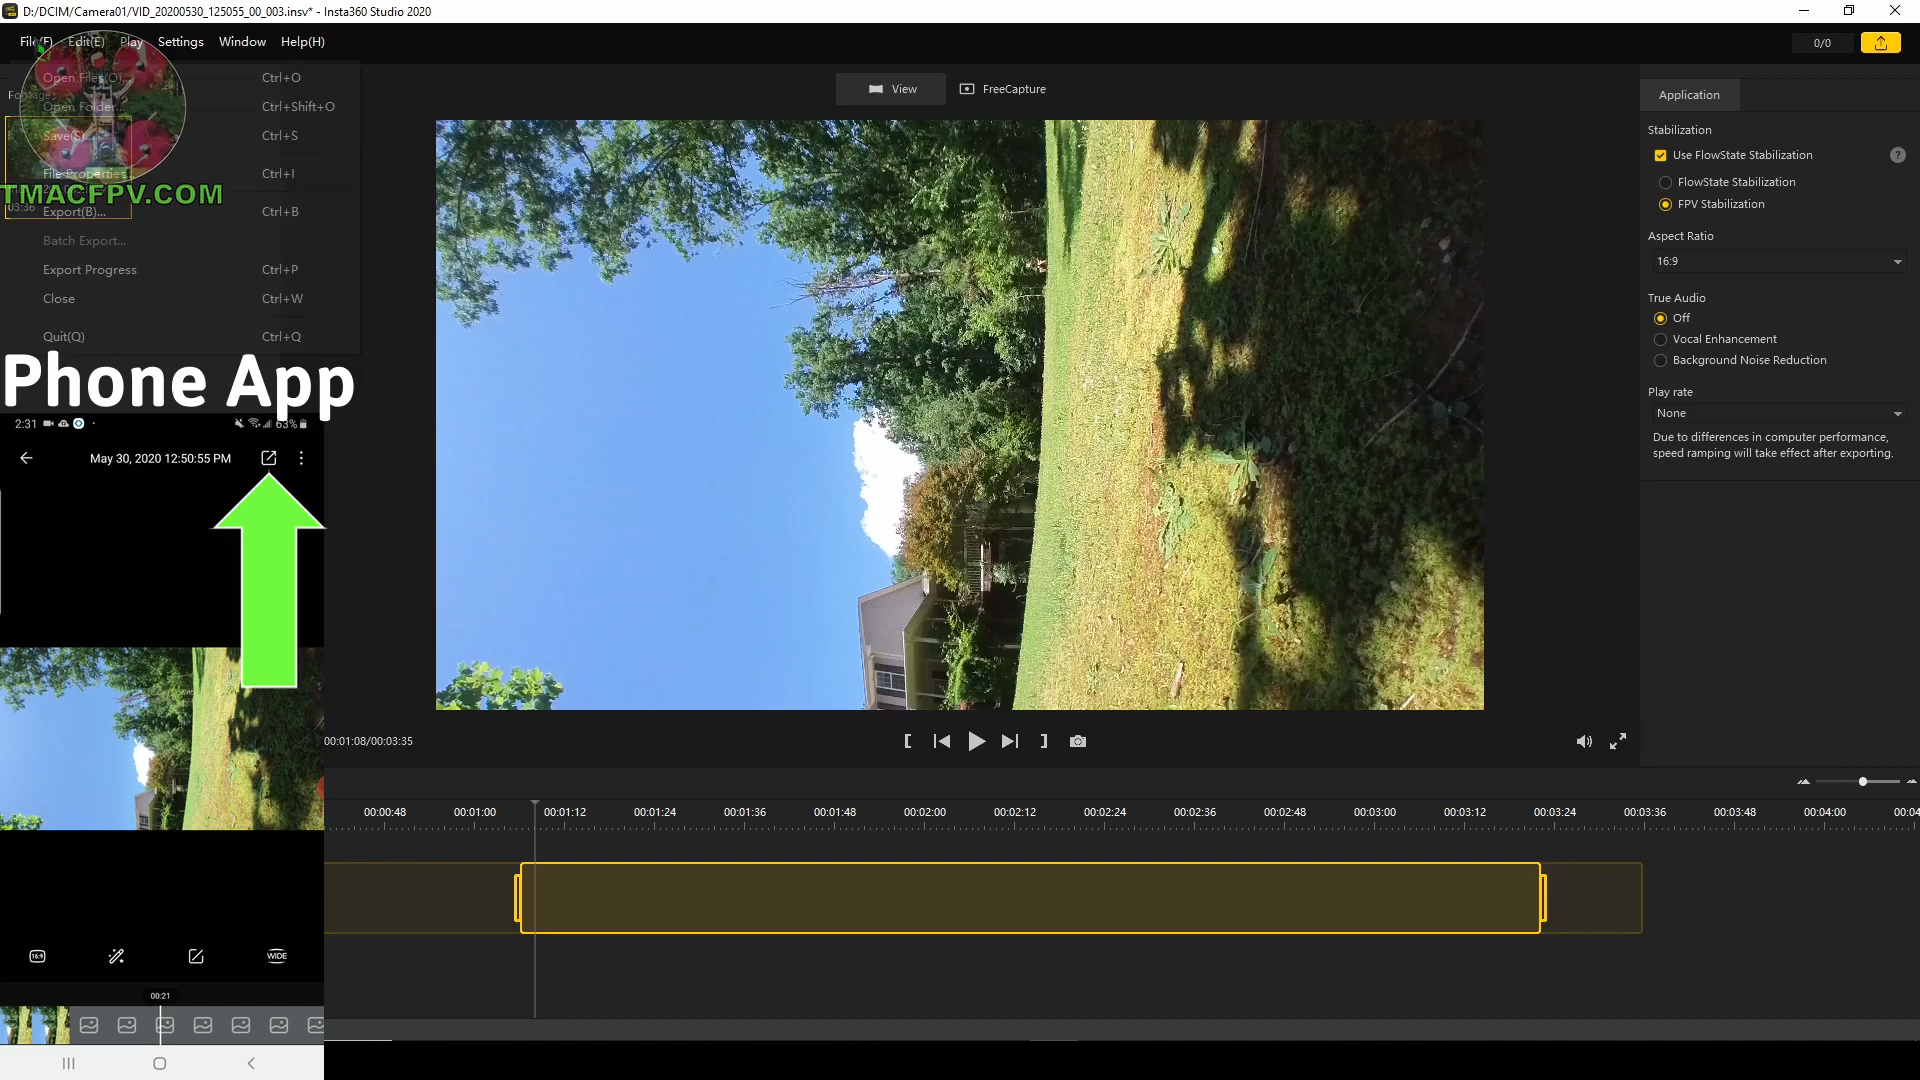 D:/DCIM/Camera01/VID_20200530_125055_00_003.insv* - Insta360 Studio 2020
File(F) Edit(E) Play Settings Window Help(H)
0/0
Open Files(O)... Ctrl+O
Open Folder... Ctrl+Shift+O
Footage
Save(S)... Ctrl+S
File Properties... Ctrl+I
TMACFPV.COM
03:36
Export(B)... Ctrl+B
Batch Export...
Export Progress Ctrl+P
Close Ctrl+W
Quit(Q) Ctrl+Q
Phone App
2:31 63%
May 30, 2020 12:50:55 PM
16:9
WIDE
00:21
View FreeCapture
00:01:08/00:03:35
00:00:48 00:01:00 00:01:12 00:01:24 00:01:36 00:01:48 00:02:00 00:02:12 00:02:24 00:02:36 00:02:48 00:03:00 00:03:12 00:03:24 00:03:36 00:03:48 00:04:00 00:04
Application
Stabilization
Use FlowState Stabilization ?
FlowState Stabilization
FPV Stabilization
Aspect Ratio
16:9
True Audio
Off
Vocal Enhancement
Background Noise Reduction
Play rate
None
Due to differences in computer performance,
speed ramping will take effect after exporting.